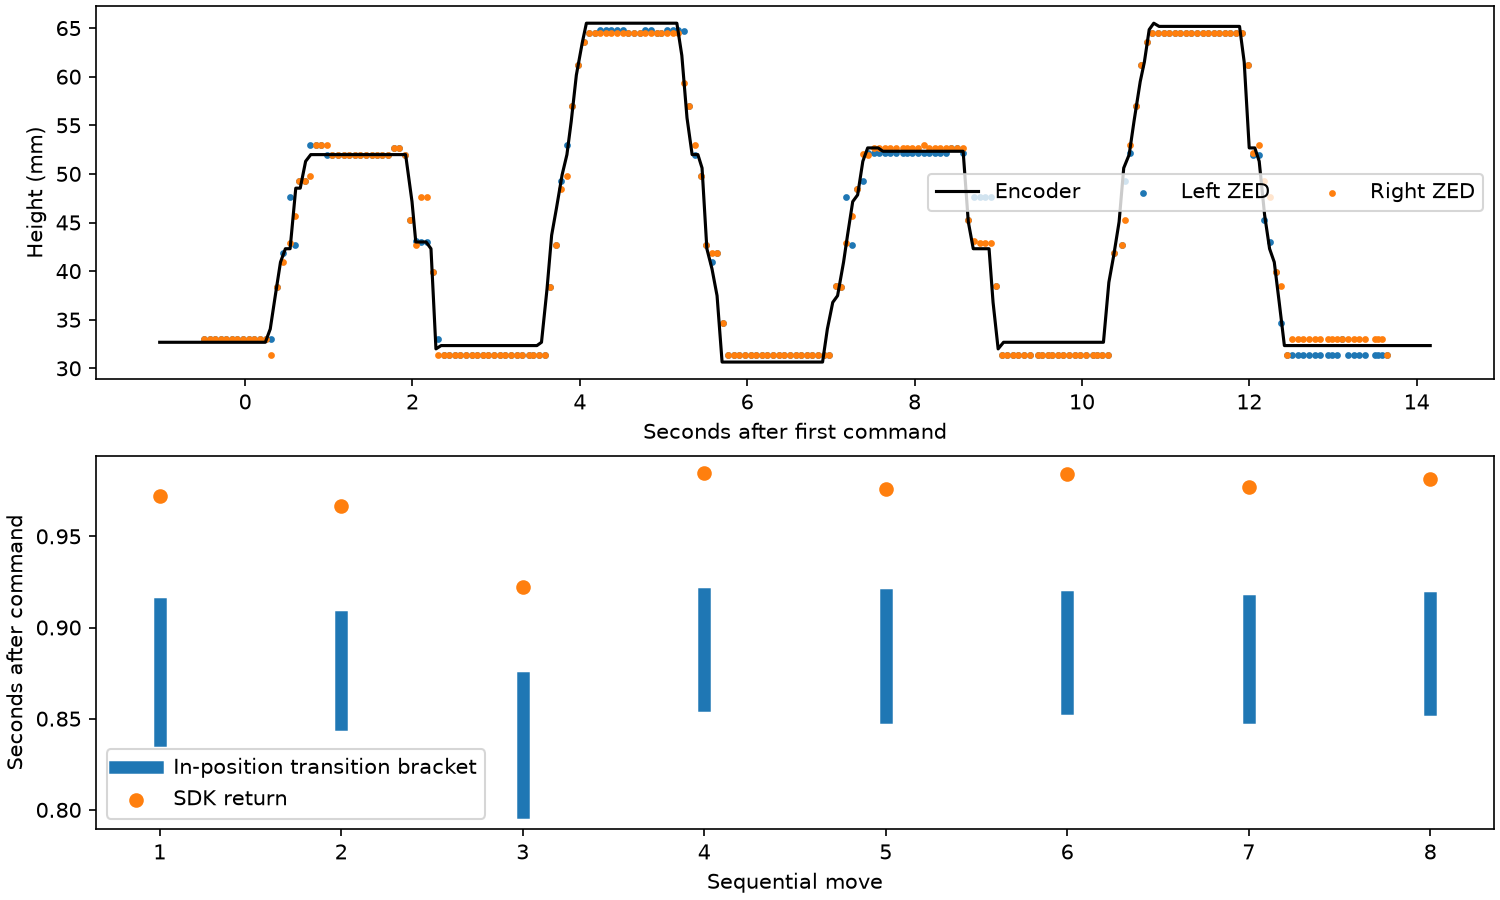 Height (mm)
65
60
55
50
45
40
35
30
Encoder Left ZED Right ZED
0 2 4 6 8 10 12 14
Seconds after first command
Seconds after command
0.95
0.90
0.85
0.80
In-position transition bracket
SDK return
1 2 3 4 5 6 7 8
Sequential move